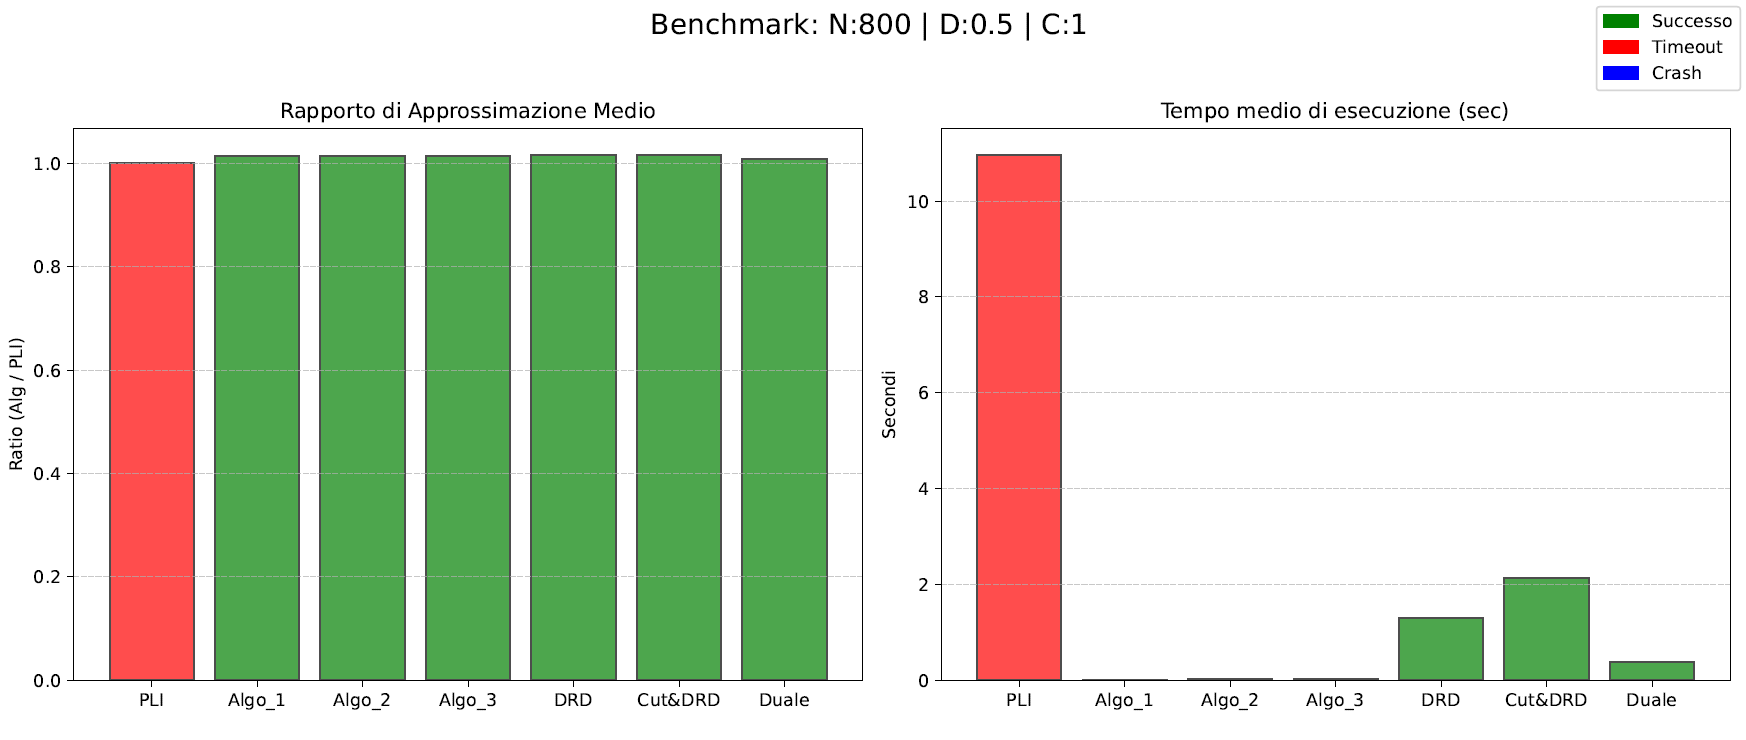 Benchmark: N:800 | D:0.5 | C:1
Successo
Timeout
Crash
Rapporto di Approssimazione Medio
Ratio (Alg / PLI)
1.0
0.8
0.6
0.4
0.2
0.0
PLI Algo_1 Algo_2 Algo_3 DRD Cut&DRD Duale
Tempo medio di esecuzione (sec)
Secondi
10
8
6
4
2
0
PLI Algo_1 Algo_2 Algo_3 DRD Cut&DRD Duale